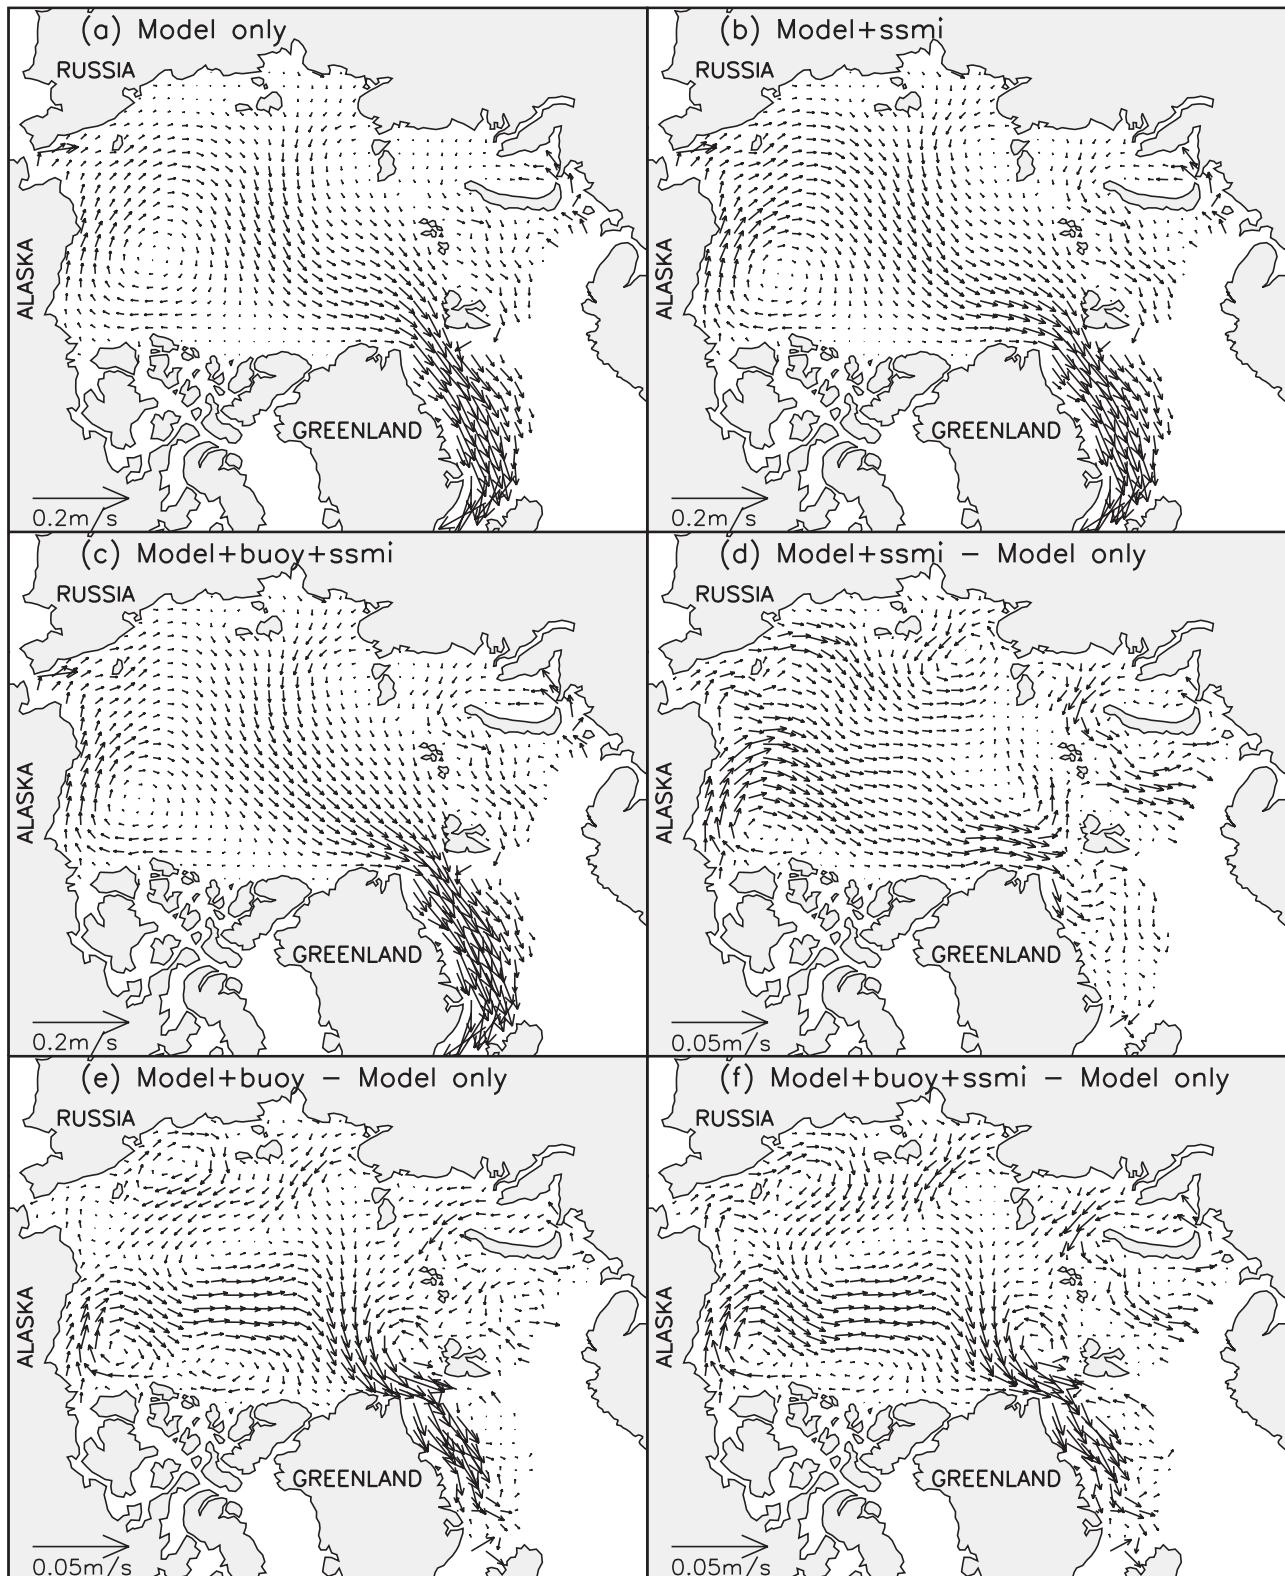 (a) Model only
RUSSIA
ALASKA
GREENLAND
0.2m/s
(b) Model+ssmi
RUSSIA
ALASKA
GREENLAND
0.2m/s
(c) Model+buoy+ssmi
RUSSIA
ALASKA
GREENLAND
0.2m/s
(d) Model+ssmi − Model only
RUSSIA
ALASKA
GREENLAND
0.05m/s
(e) Model+buoy − Model only
RUSSIA
ALASKA
GREENLAND
0.05m/s
(f) Model+buoy+ssmi − Model only
RUSSIA
ALASKA
GREENLAND
0.05m/s